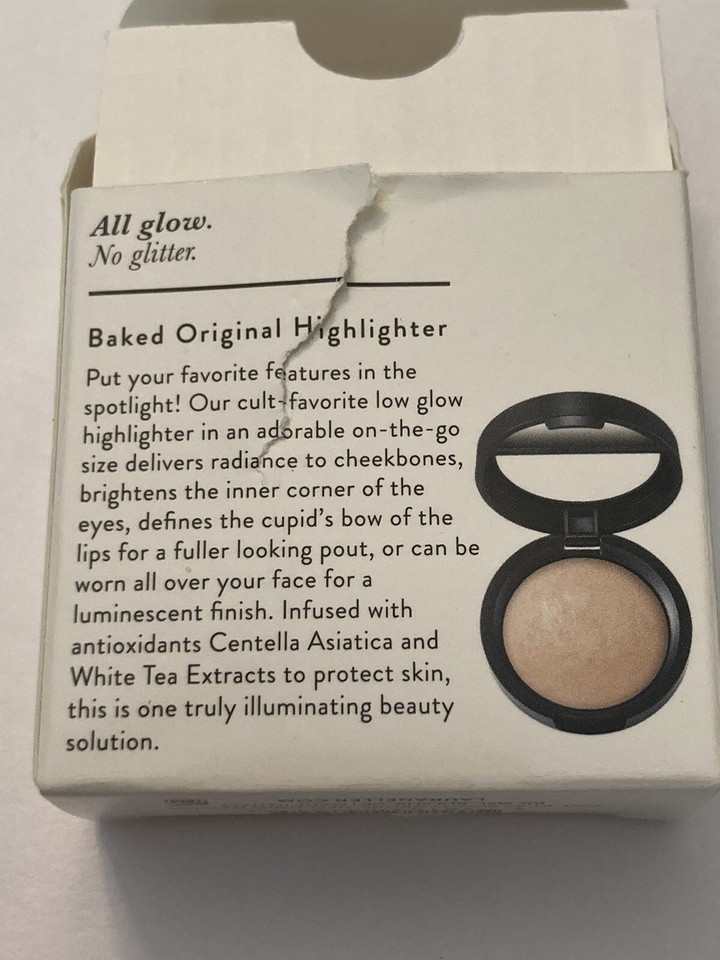 All glow.
No glitter.
Baked Original Highlighter
Put your favorite features in the
spotlight! Our cult-favorite low glow
highlighter in an adorable on-the-go
size delivers radiance to cheekbones,
brightens the inner corner of the
eyes, defines the cupid's bow of the
lips for a fuller looking pout, or can be
worn all over your face for a
luminescent finish. Infused with
antioxidants Centella Asiatica and
White Tea Extracts to protect skin,
this is one truly illuminating beauty
solution.
LAURAGELLER.COM